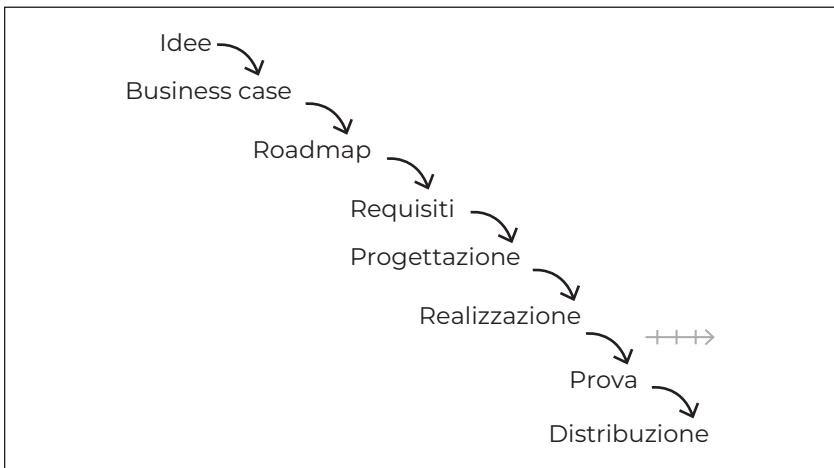 Idee
Business case
Roadmap
Requisiti
Progettazione
Realizzazione
Prova
Distribuzione